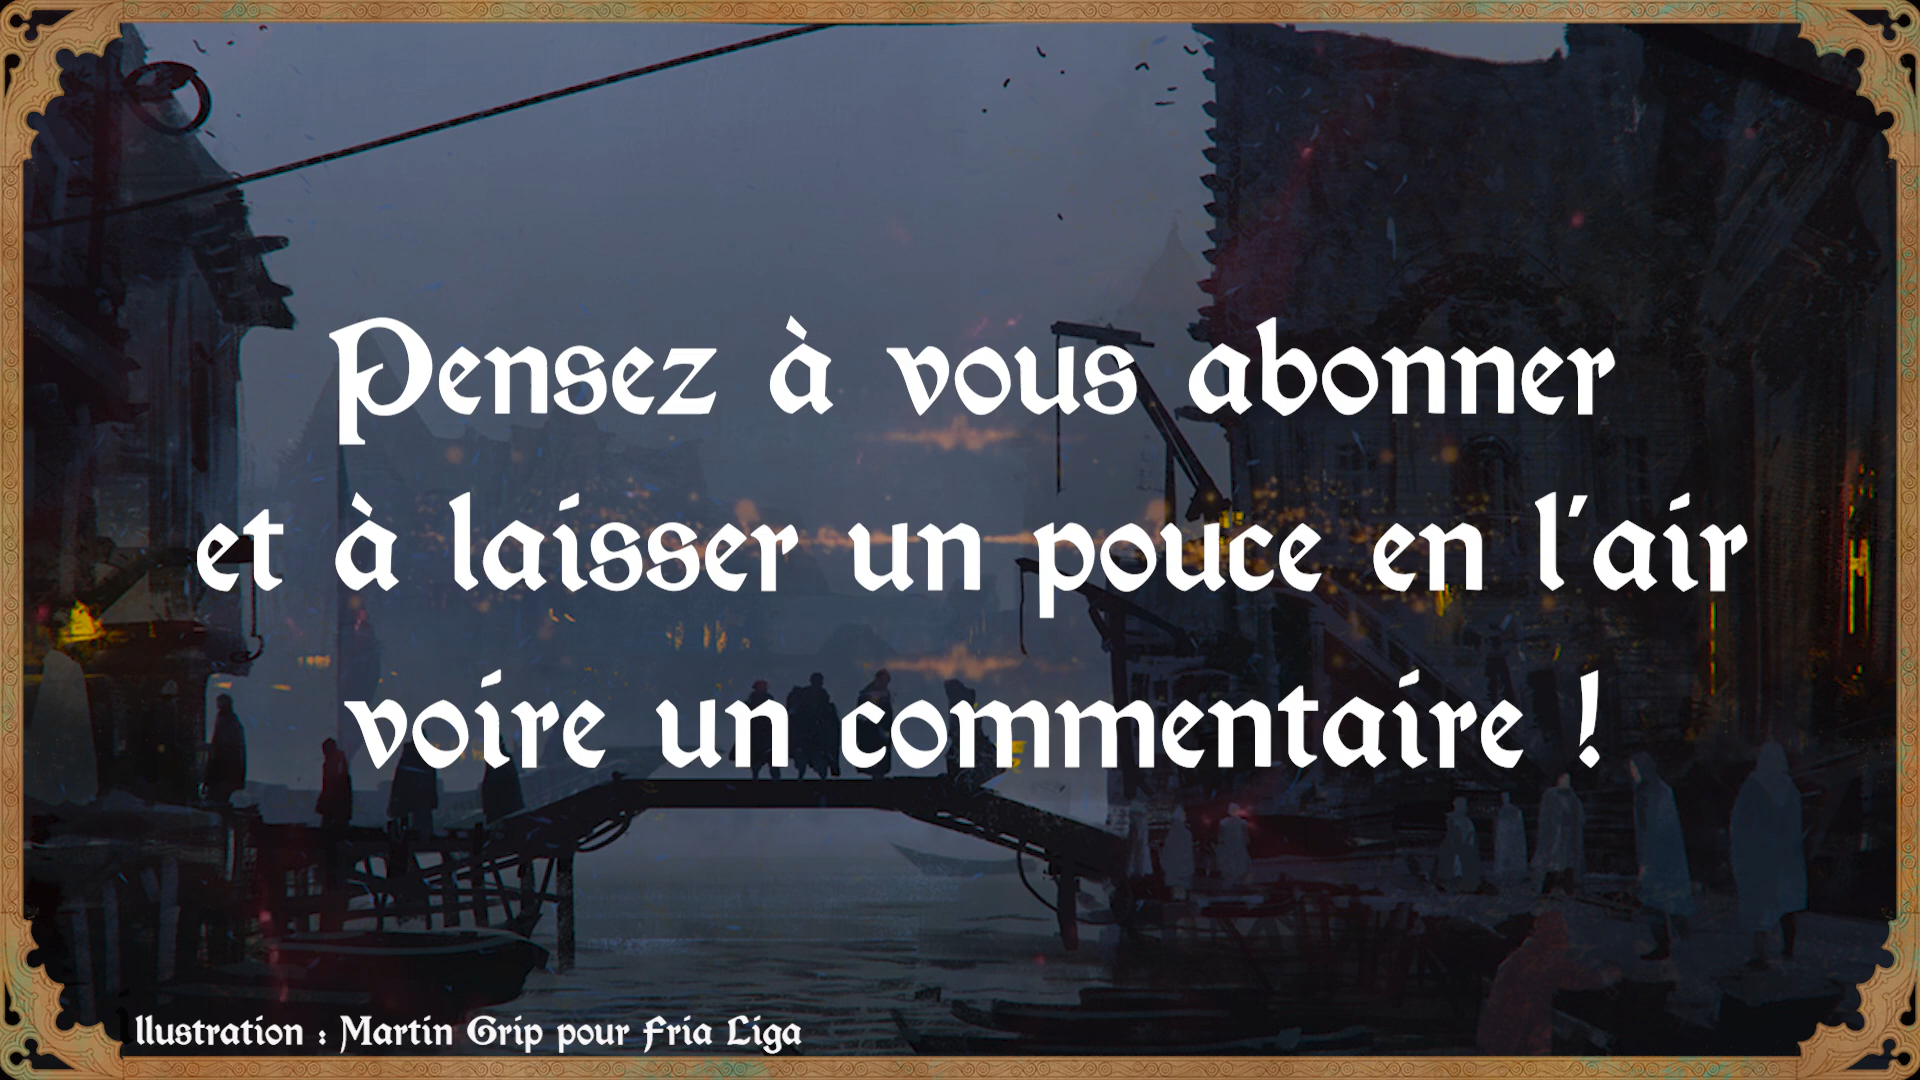 Pensez à vous abonner
et à laisser un pouce en l'air
voire un commentaire !
llustration : Martin Grip pour Fria Liga